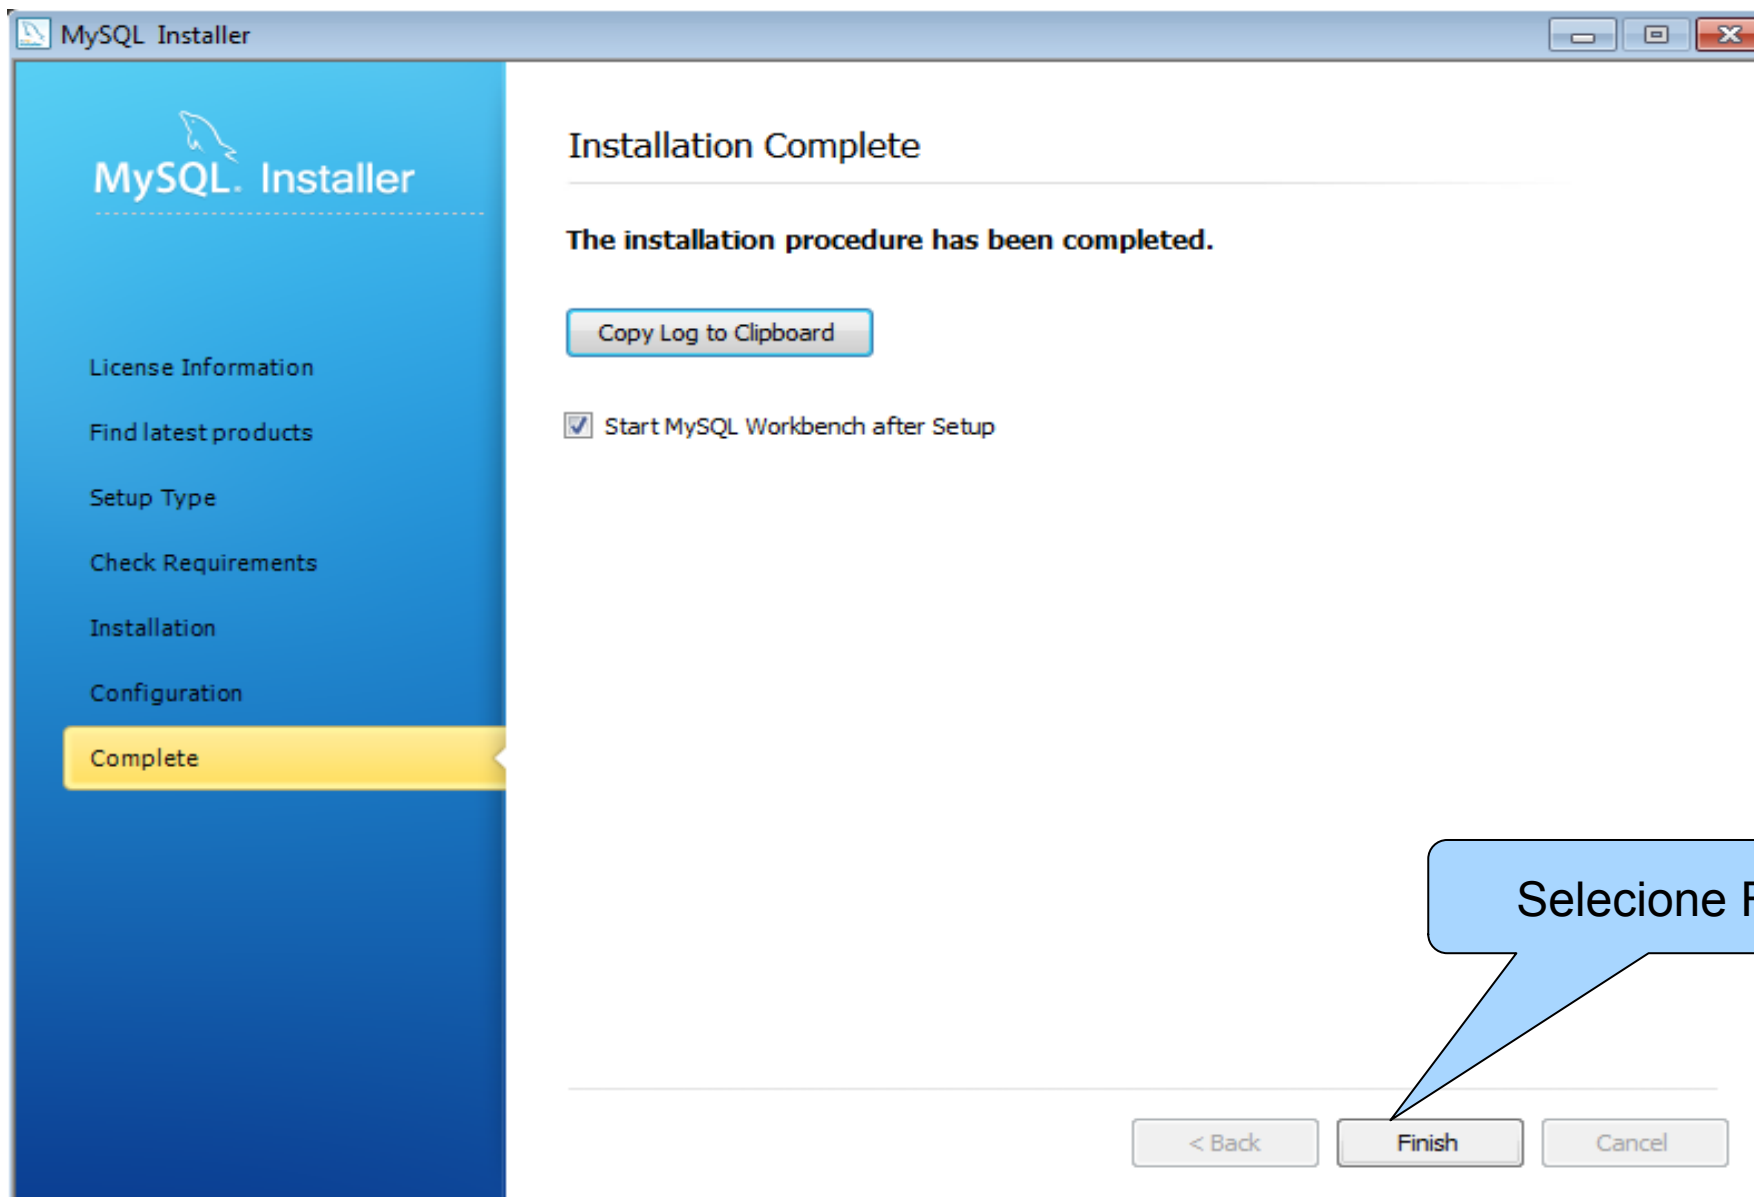 MySQL Installer
MySQL. Installer
License Information
Find latest products
Setup Type
Check Requirements
Installation
Configuration
Complete
Installation Complete
The installation procedure has been completed.
Copy Log to Clipboard
Start MySQL Workbench after Setup
Selecione
< Back
Finish
Cancel